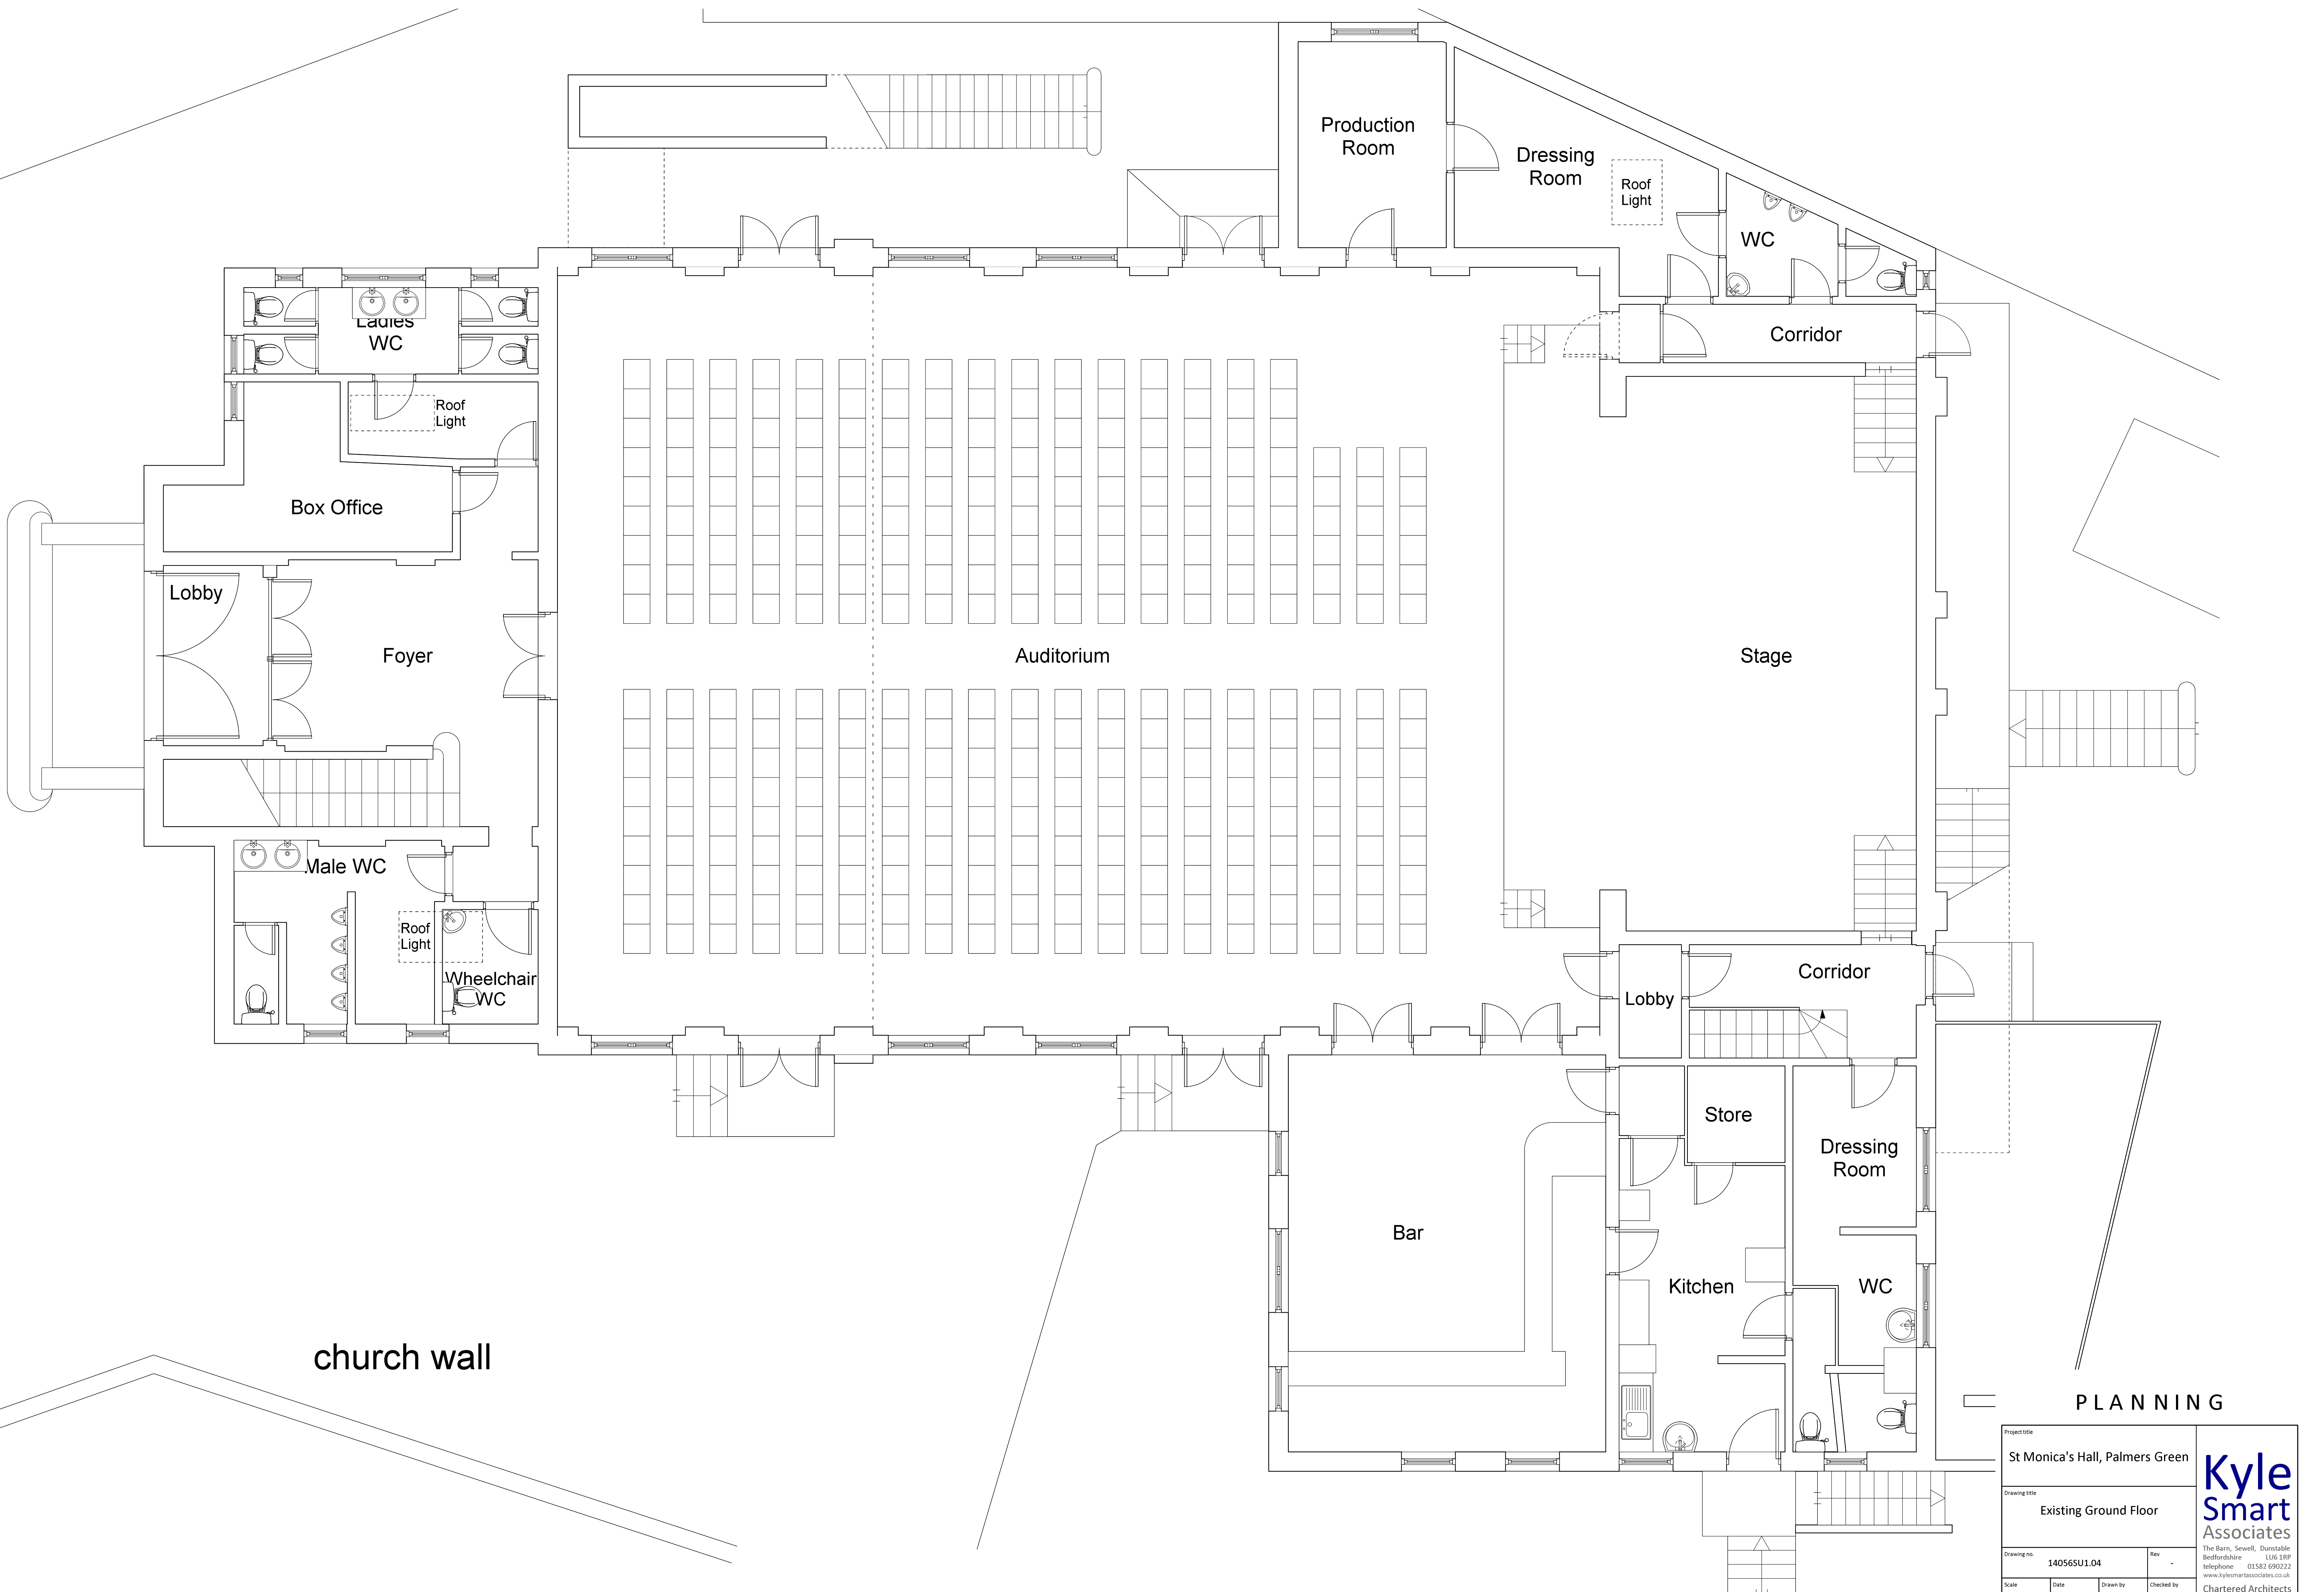 Production
Room
Dressing
Room
Roof
Light
WC
Ladies
WC
Corridor
Roof
Light
Box Office
Lobby
Foyer
Auditorium
Stage
Male WC
Roof
Light
Wheelchair
WC
Corridor
Lobby
Store
Dressing
Room
Bar
Kitchen
WC
church wall
PLANNING
Project title
St Monica's Hall, Palmers Green
Drawing title
Existing Ground Floor
Drawing no.
14056SU1.04
Rev
-
Scale
Date
Drawn by
Checked by
Kyle
Smart
Associates
The Barn, Sewell, Dunstable
Bedfordshire LU6 1RP
telephone 01582 690222
www.kylesmartassociates.co.uk
Chartered Architects